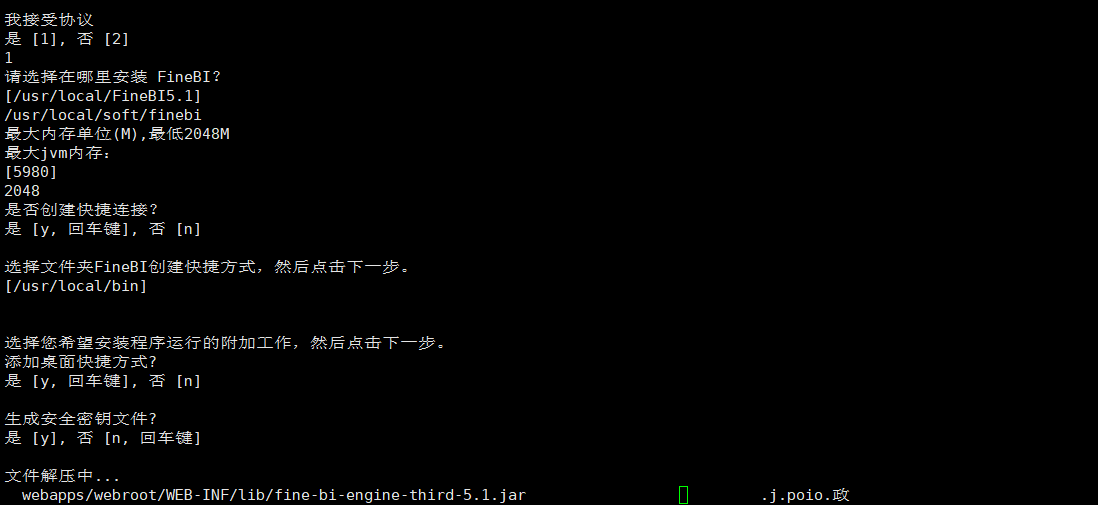 我接受协议
是 [1], 否 [2]
1
请选择在哪里安装 FineBI?
[/usr/local/FineBI5.1]
/usr/local/soft/finebi
最大内存单位(M),最低2048M
最大jvm内存:
[5980]
2048
是否创建快捷连接?
是 [y, 回车键], 否 [n]
选择文件夹FineBI创建快捷方式，然后点击下一步。
[/usr/local/bin]
选择您希望安装程序运行的附加工作，然后点击下一步。
添加桌面快捷方式?
是 [y, 回车键], 否 [n]
生成安全密钥文件?
是 [y], 否 [n, 回车键]
文件解压中...
webapps/webroot/WEB-INF/lib/fine-bi-engine-third-5.1.jar .j.poio.政